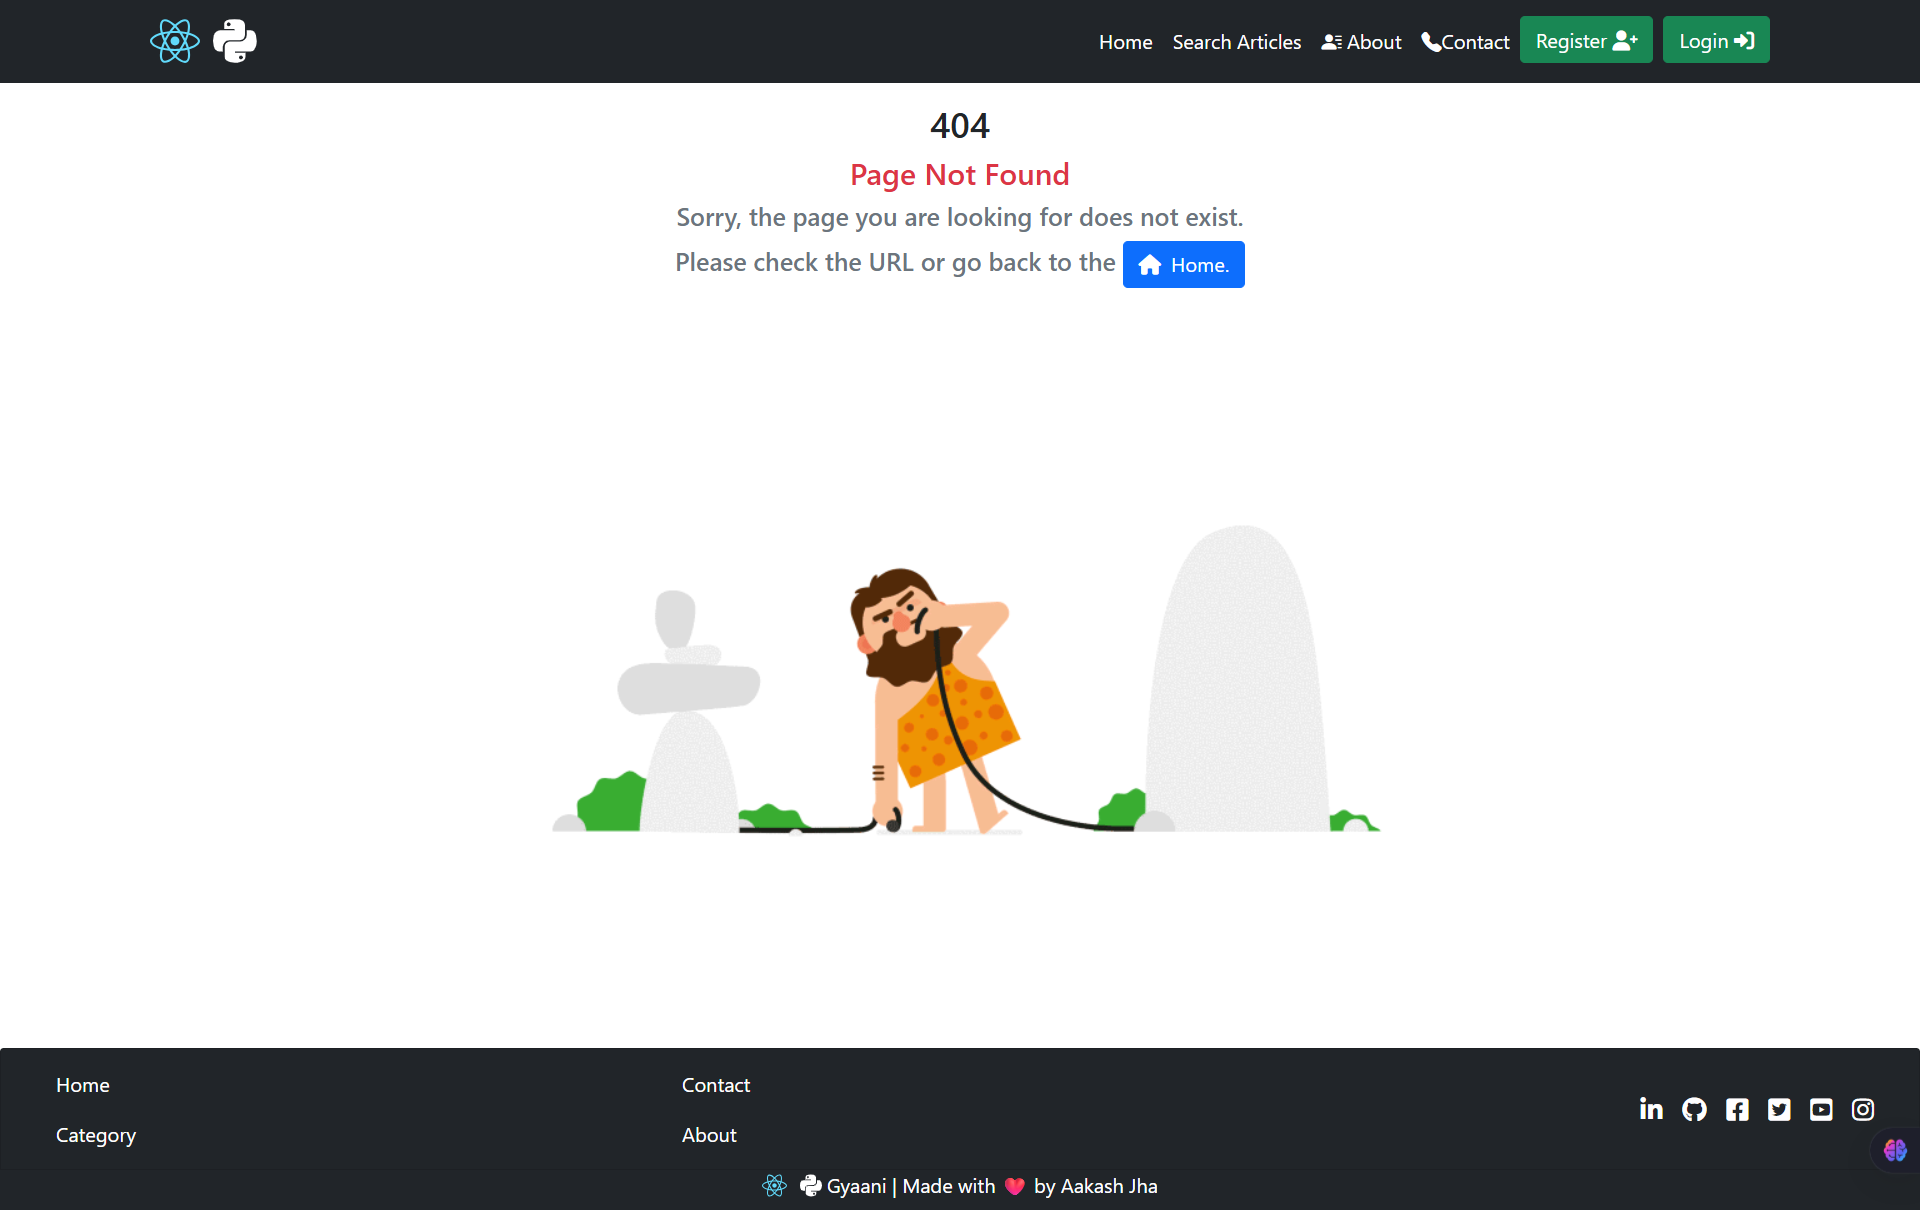 Home Search Articles About Contact Register Login
404
Page Not Found
Sorry, the page you are looking for does not exist.
Please check the URL or go back to the Home.
Home Contact
Category About
Gyaani | Made with by Aakash Jha